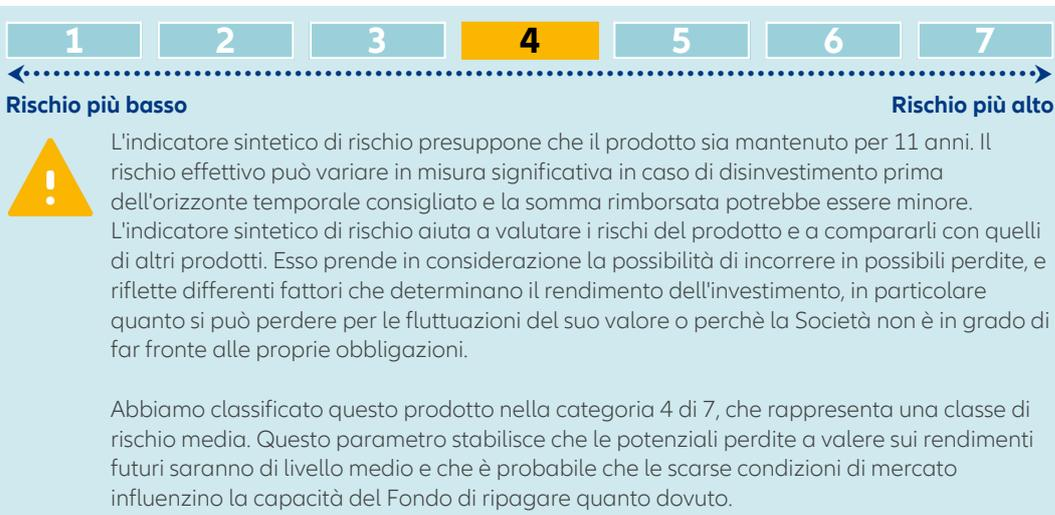 1 2 3 4 5 6 7
Rischio più basso Rischio più alto
L'indicatore sintetico di rischio presuppone che il prodotto sia mantenuto per 11 anni. Il
rischio effettivo può variare in misura significativa in caso di disinvestimento prima
dell'orizzonte temporale consigliato e la somma rimborsata potrebbe essere minore.
L'indicatore sintetico di rischio aiuta a valutare i rischi del prodotto e a compararli con quelli
di altri prodotti. Esso prende in considerazione la possibilità di incorrere in possibili perdite, e
riflette differenti fattori che determinano il rendimento dell'investimento, in particolare
quanto si può perdere per le fluttuazioni del suo valore o perchè la Società non è in grado di
far fronte alle proprie obbligazioni.
Abbiamo classificato questo prodotto nella categoria 4 di 7, che rappresenta una classe di
rischio media. Questo parametro stabilisce che le potenziali perdite a valere sui rendimenti
futuri saranno di livello medio e che è probabile che le scarse condizioni di mercato
influenzino la capacità del Fondo di ripagare quanto dovuto.